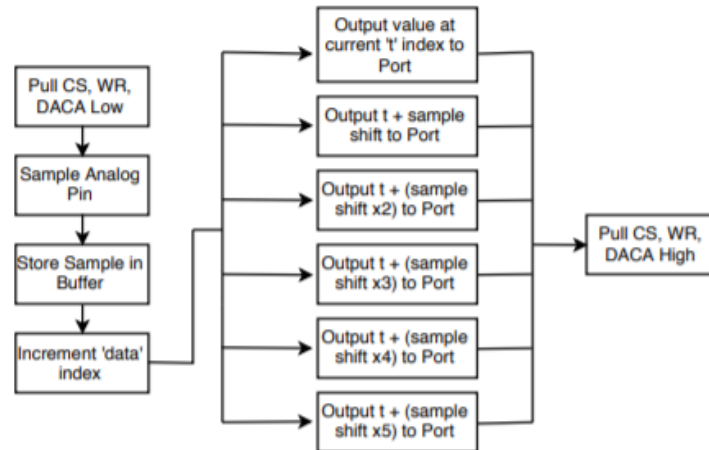 Pull CS, WR,
DACA Low
Sample Analog
Pin
Store Sample in
Buffer
Increment 'data'
index
Output value at
current 't' index to
Port
Output t + sample
shift to Port
Output t + (sample
shift x2) to Port
Output t + (sample
shift x3) to Port
Output t + (sample
shift x4) to Port
Output t + (sample
shift x5) to Port
Pull CS, WR,
DACA High